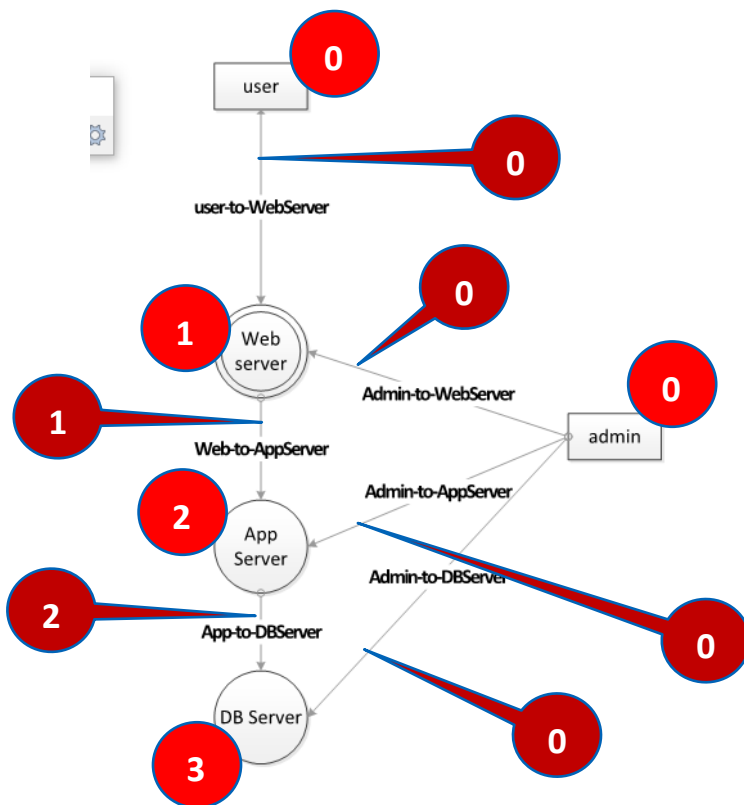 0
user
0
user-to-WebServer
0
1
Web
server
0
Admin-to-WebServer
1
admin
Web-to-AppServer
Admin-to-AppServer
2
App
Server
Admin-to-DBServer
2
App-to-DBServer
0
DB Server
0
3